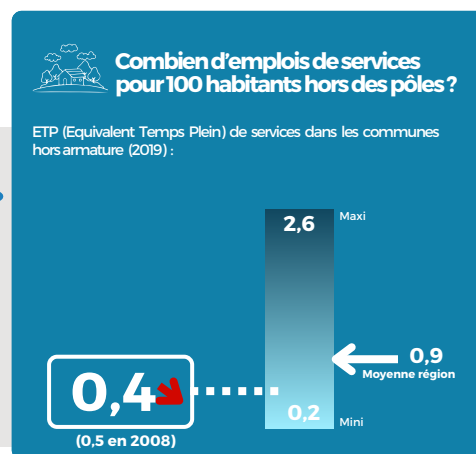 Combien d'emplois de services
pour 100 habitants hors des pôles ?
ETP (Equivalent Temps Plein) de services dans les communes
hors armature (2019) :
2,6
Maxi
0,9
Moyenne région
0,4
0,2
Mini
(0,5 en 2008)